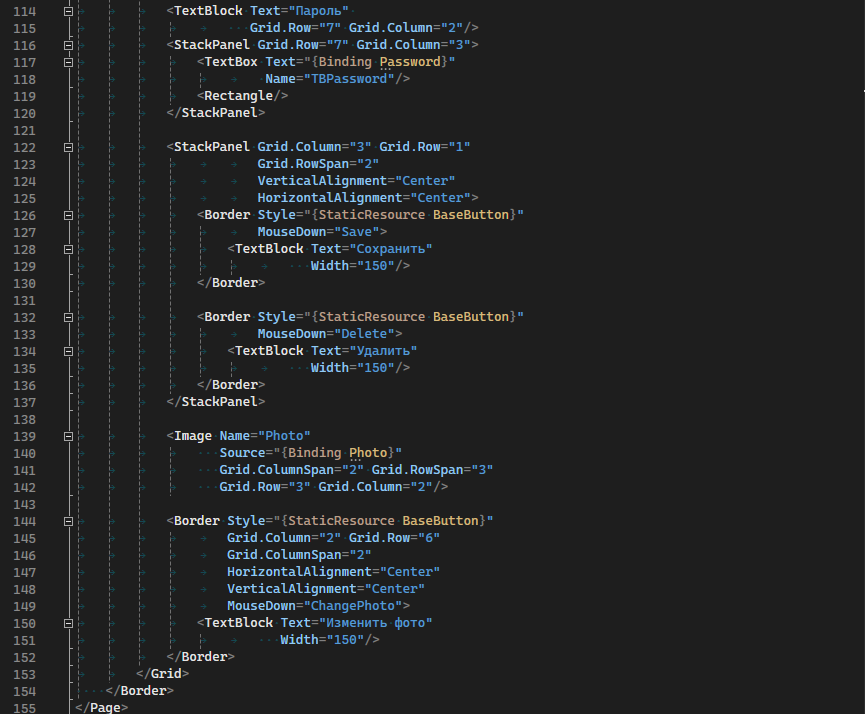 114 <TextBlock Text="Пароль"
115 Grid.Row="7" Grid.Column="2"/>
116 <StackPanel Grid.Row="7" Grid.Column="3">
117 <TextBox Text="{Binding Password}"
118 Name="TBPassword"/>
119 <Rectangle/>
120 </StackPanel>
121
122 <StackPanel Grid.Column="3" Grid.Row="1"
123 Grid.RowSpan="2"
124 VerticalAlignment="Center"
125 HorizontalAlignment="Center">
126 <Border Style="{StaticResource BaseButton}"
127 MouseDown="Save">
128 <TextBlock Text="Сохранить"
129 Width="150"/>
130 </Border>
131
132 <Border Style="{StaticResource BaseButton}"
133 MouseDown="Delete">
134 <TextBlock Text="Удалить"
135 Width="150"/>
136 </Border>
137 </StackPanel>
138
139 <Image Name="Photo"
140 Source="{Binding Photo}"
141 Grid.ColumnSpan="2" Grid.RowSpan="3"
142 Grid.Row="3" Grid.Column="2"/>
143
144 <Border Style="{StaticResource BaseButton}"
145 Grid.Column="2" Grid.Row="6"
146 Grid.ColumnSpan="2"
147 HorizontalAlignment="Center"
148 VerticalAlignment="Center"
149 MouseDown="ChangePhoto">
150 <TextBlock Text="Изменить фото"
151 Width="150"/>
152 </Border>
153 </Grid>
154 </Border>
155 </Page>